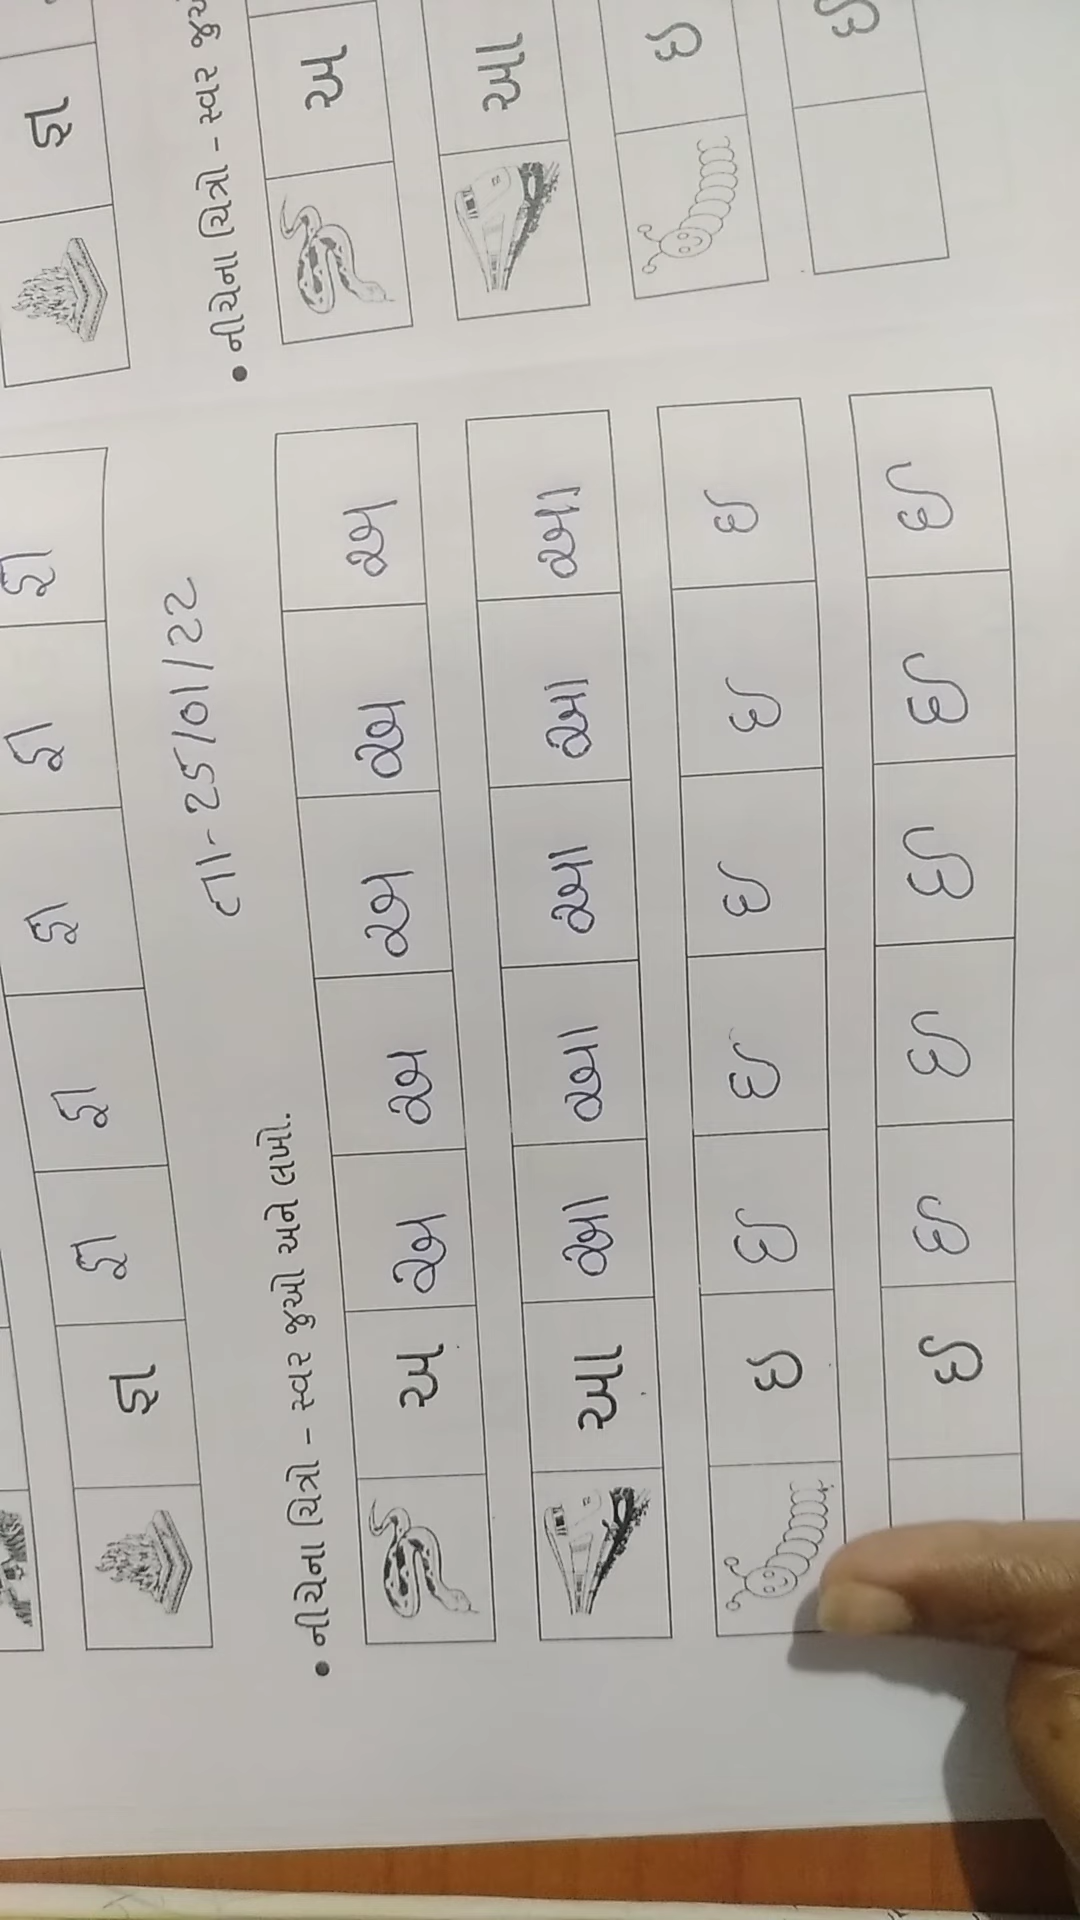 જ્ઞ જ્ઞ જ્ઞ જ્ઞ જ્ઞ જ્ઞ
તા-25/01/22
• નીચેના ચિત્રો - સ્વર જુઓ અને લખો.
અ અ અ અ અ અ
આ આ આ આ આ આ
ઇ ઇ ઇ ઇ ઇ ઇ
ઈ ઈ ઈ ઈ ઈ ઈ
જ્ઞ
• નીચેના ચિત્રો - સ્વર
અ
આ
ઇ
ઈ